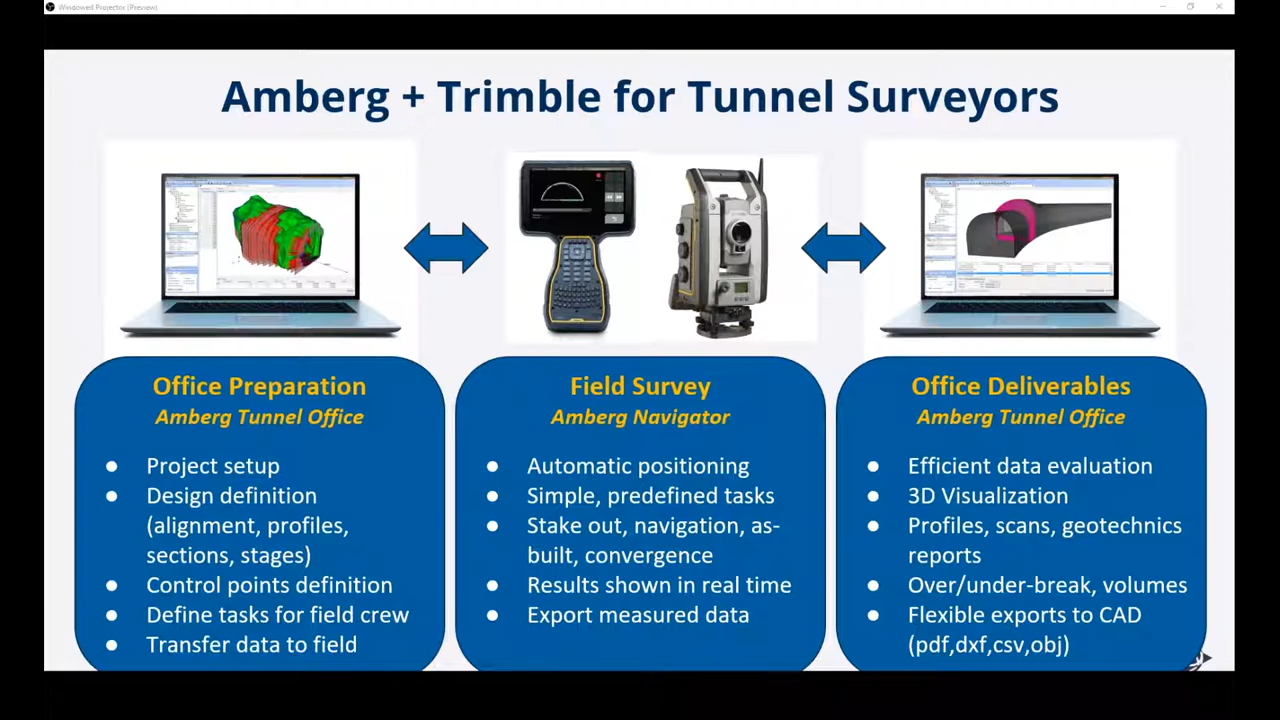 Windowed Projector (Preview)
Amberg + Trimble for Tunnel Surveyors
Office Preparation
Amberg Tunnel Office
● Project setup
● Design definition
(alignment, profiles,
sections, stages)
● Control points definition
● Define tasks for field crew
● Transfer data to field
Field Survey
Amberg Navigator
● Automatic positioning
● Simple, predefined tasks
● Stake out, navigation, as-
built, convergence
● Results shown in real time
● Export measured data
Office Deliverables
Amberg Tunnel Office
● Efficient data evaluation
● 3D Visualization
● Profiles, scans, geotechnics
reports
● Over/under-break, volumes
● Flexible exports to CAD
(pdf,dxf,csv,obj)